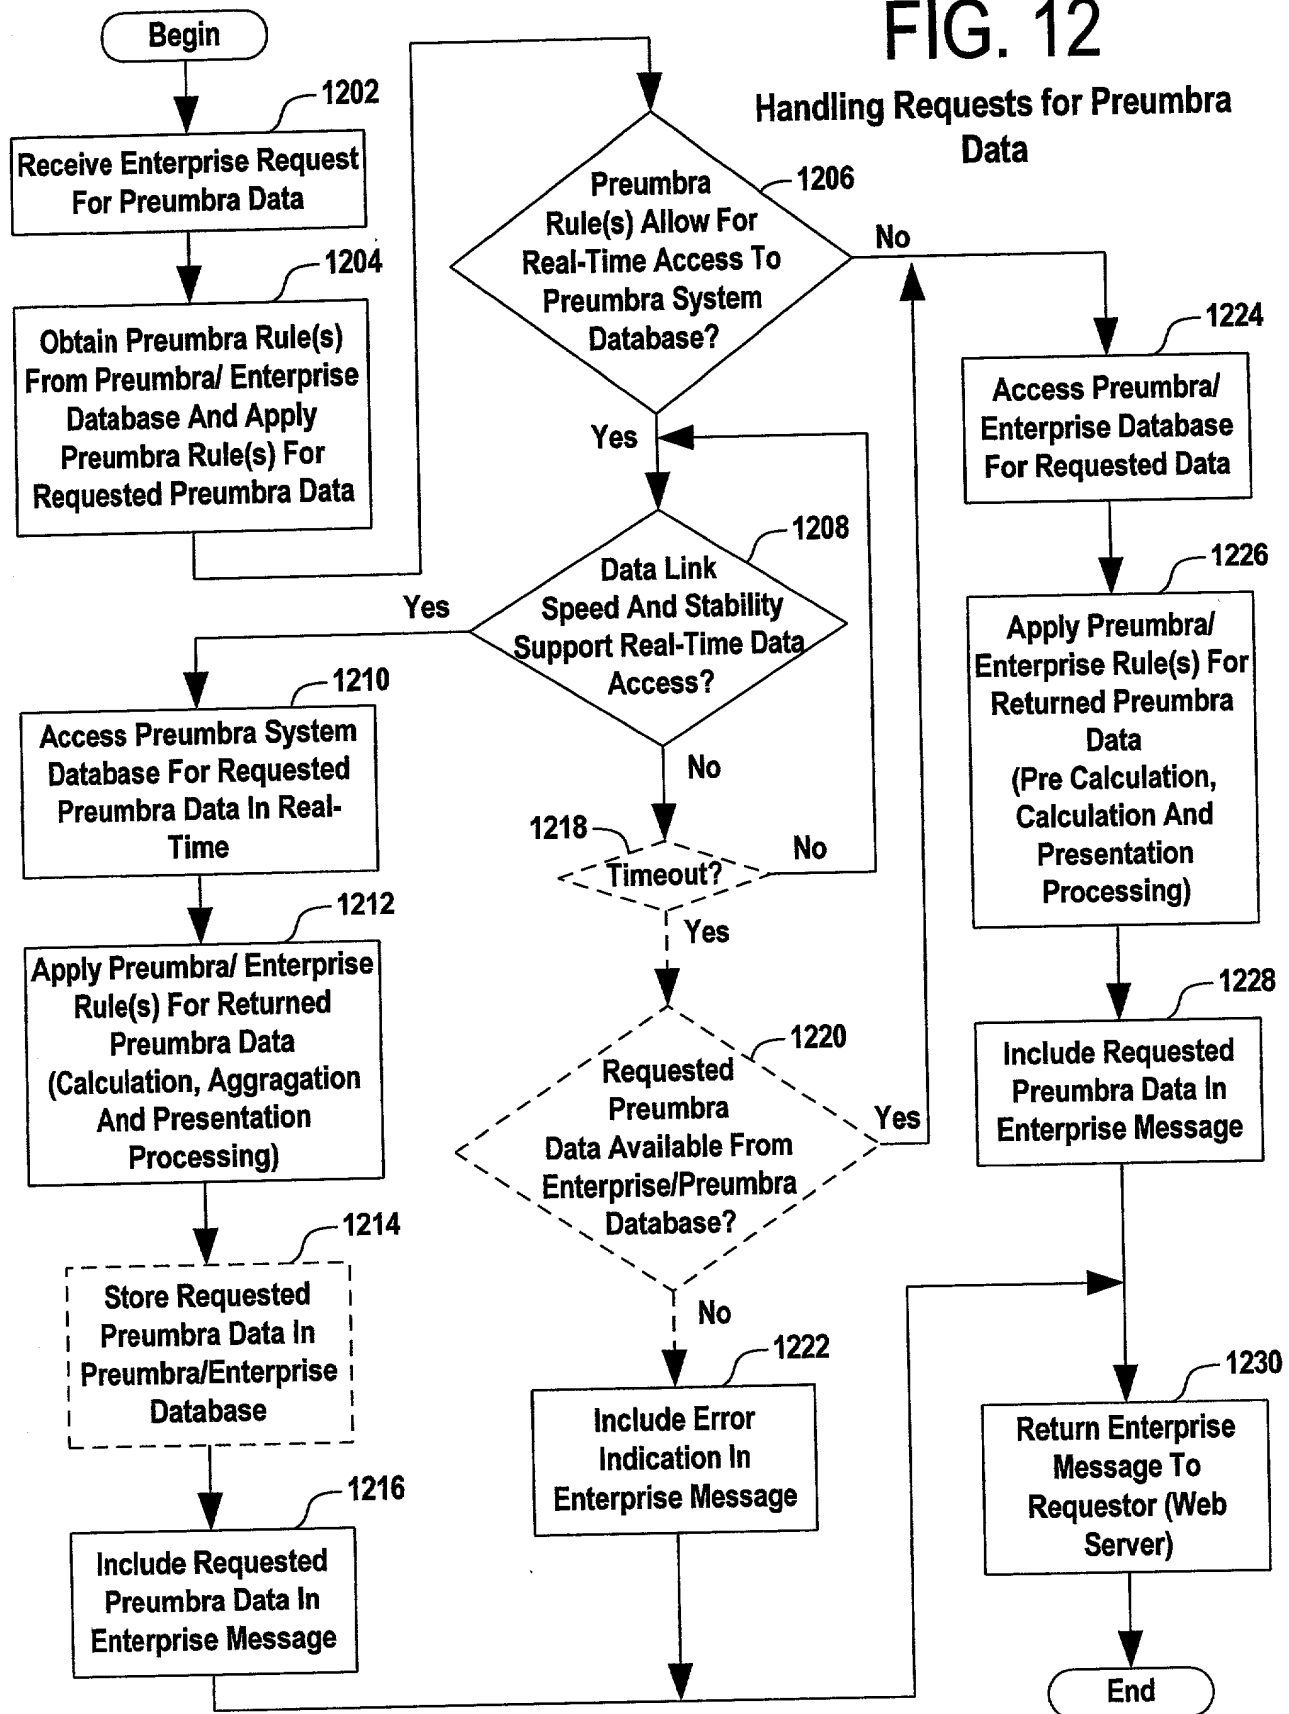 FIG. 12
Handling Requests for Preumbra
Data
Begin
1202
Receive Enterprise Request
For Preumbra Data
1204
Obtain Preumbra Rule(s)
From Preumbra/ Enterprise
Database And Apply
Preumbra Rule(s) For
Requested Preumbra Data
1206
Preumbra
Rule(s) Allow For
Real-Time Access To
Preumbra System
Database?
No
Yes
1208
Data Link
Speed And Stability
Support Real-Time Data
Access?
Yes
No
1210
Access Preumbra System
Database For Requested
Preumbra Data In Real-
Time
1212
Apply Preumbra/ Enterprise
Rule(s) For Returned
Preumbra Data
(Calculation, Aggragation
And Presentation
Processing)
1214
Store Requested
Preumbra Data In
Preumbra/Enterprise
Database
1216
Include Requested
Preumbra Data In
Enterprise Message
1218
Timeout?
No
Yes
1220
Requested
Preumbra
Data Available From
Enterprise/Preumbra
Database?
Yes
No
1222
Include Error
Indication In
Enterprise Message
1224
Access Preumbra/
Enterprise Database
For Requested Data
1226
Apply Preumbra/
Enterprise Rule(s) For
Returned Preumbra
Data
(Pre Calculation,
Calculation And
Presentation
Processing)
1228
Include Requested
Preumbra Data In
Enterprise Message
1230
Return Enterprise
Message To
Requestor (Web
Server)
End